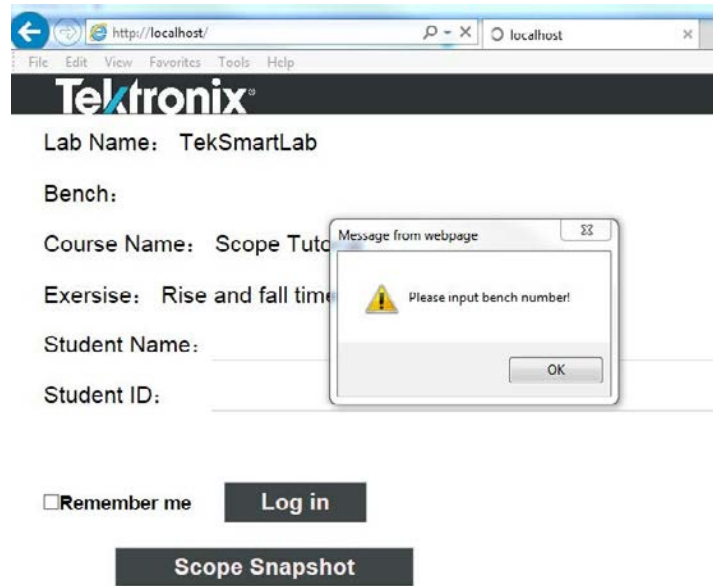 http://localhost/
localhost
File Edit View Favorites Tools Help
Tektronix®
Lab Name: TekSmartLab
Bench:
Course Name: Scope Tuto
Message from webpage
Exersise: Rise and fall time
Please input bench number!
Student Name:
OK
Student ID:
Remember me
Log in
Scope Snapshot